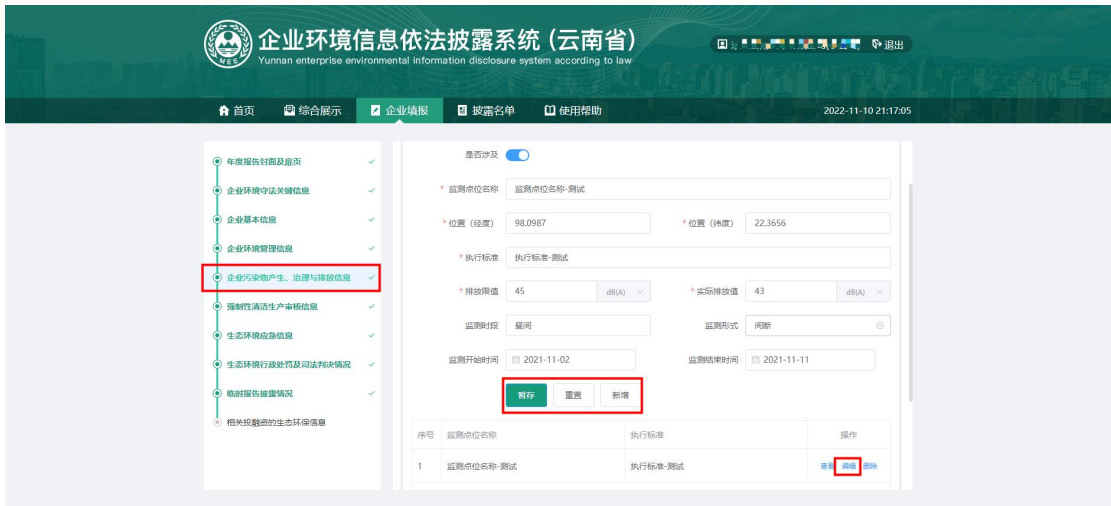 企业环境信息依法披露系统 (云南省)
Yunnan enterprise environmental information disclosure system according to law
MEE
退出
首页
综合展示
企业填报
披露名单
使用帮助
2022-11-10 21:17:05
年度报告封面及扉页
企业环境守法关键信息
企业基本信息
企业环境管理信息
企业污染物产生、治理与排放信息
强制性清洁生产审核信息
生态环境应急信息
生态环境行政处罚及司法判决情况
临时报告披露情况
相关投融资的生态环保信息
是否涉及
* 监测点位名称 监测点位名称-测试
* 位置 (经度) 98.0987 * 位置 (纬度) 22.3656
* 执行标准 执行标准-测试
* 排放限值 45 dB(A) * 实际排放值 43 dB(A)
监测时段 昼间 监测形式 间断
监测开始时间 2021-11-02 监测结束时间 2021-11-11
暂存 重置 新增
序号 监测点位名称 执行标准 操作
1 监测点位名称-测试 执行标准-测试 查看 编辑 删除